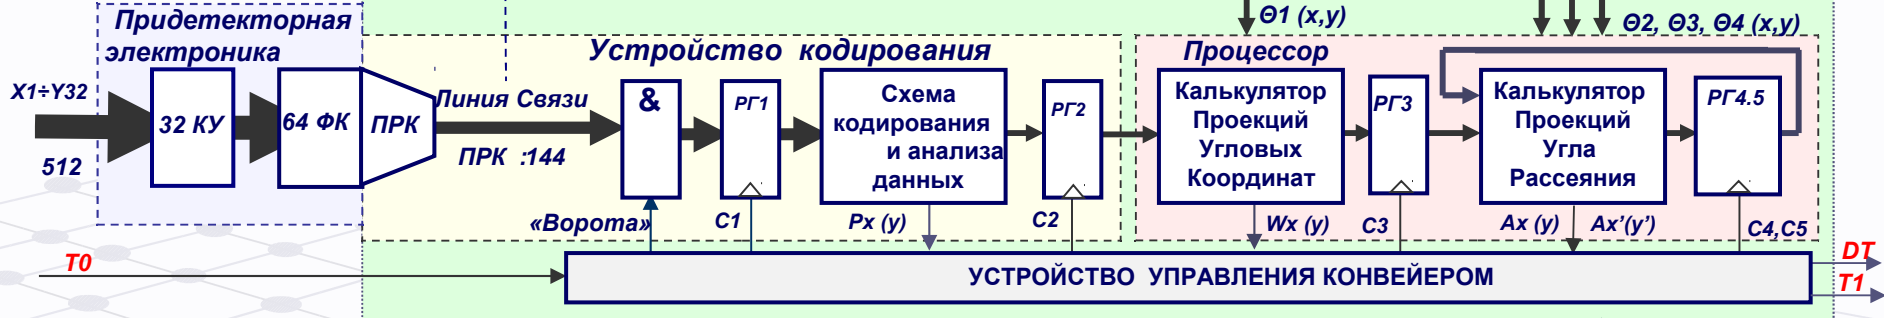 Θ1 (x,y)
Θ2, Θ3, Θ4 (x,y)
Придетекторная
электроника
Устройство кодирования
Процессор
X1÷Y32
512
32 КУ
64 ФК
ПРК
Линия Связи
ПРК :144
&
РГ1
Схема
кодирования
и анализа
данных
РГ2
Калькулятор
Проекций
Угловых
Координат
РГ3
Калькулятор
Проекций
Угла
Рассеяния
РГ4.5
«Ворота»
C1
Px (y)
C2
Wx (y)
C3
Ax (y)
Ax’(y’)
C4,C5
T0
УСТРОЙСТВО УПРАВЛЕНИЯ КОНВЕЙЕРОМ
DT
T1